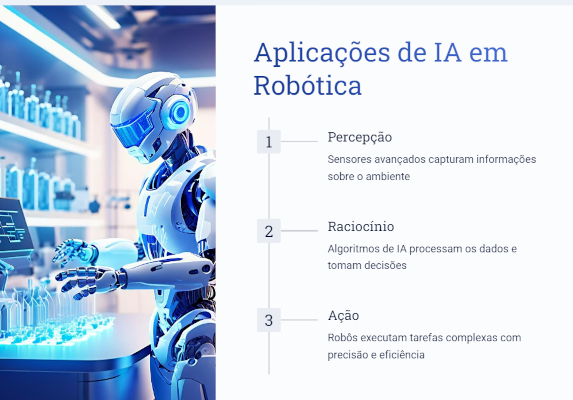 Aplicações de IA em
Robótica
1
Percepção
Sensores avançados capturam informações
sobre o ambiente
2
Raciocínio
Algoritmos de IA processam os dados e
tomam decisões
3
Ação
Robôs executam tarefas complexas com
precisão e eficiência